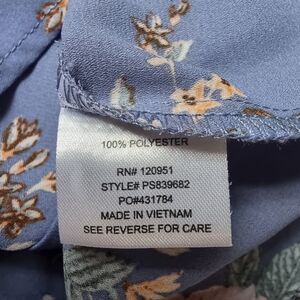 100% POLYESTER
RN# 120951
STYLE# PS839682
PO#431784
MADE IN VIETNAM
SEE REVERSE FOR CARE